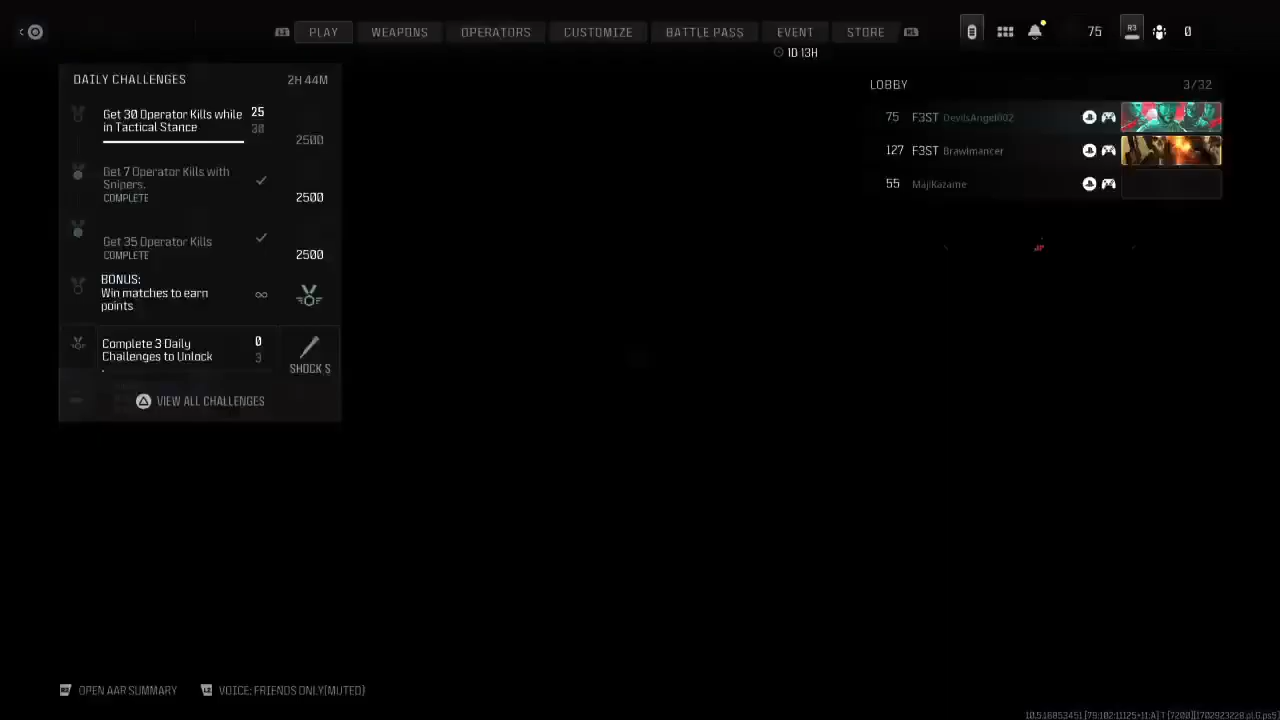 PLAY WEAPONS OPERATORS CUSTOMIZE BATTLE PASS EVENT STORE 75 R3 0
1D 13H
DAILY CHALLENGES 2H 44M
Get 30 Operator Kills while
in Tactical Stance
25
30
2500
Get 7 Operator Kills with
Snipers.
COMPLETE
2500
Get 35 Operator Kills
COMPLETE
2500
BONUS:
Win matches to earn
points
∞
Complete 3 Daily
Challenges to Unlock
0
3
SHOCK S
VIEW ALL CHALLENGES
LOBBY 3/32
75 F3ST DevilsAngel002
127 F3ST Brawlmancer
55 MajiKazame
OPEN AAR SUMMARY VOICE: FRIENDS ONLY(MUTED)